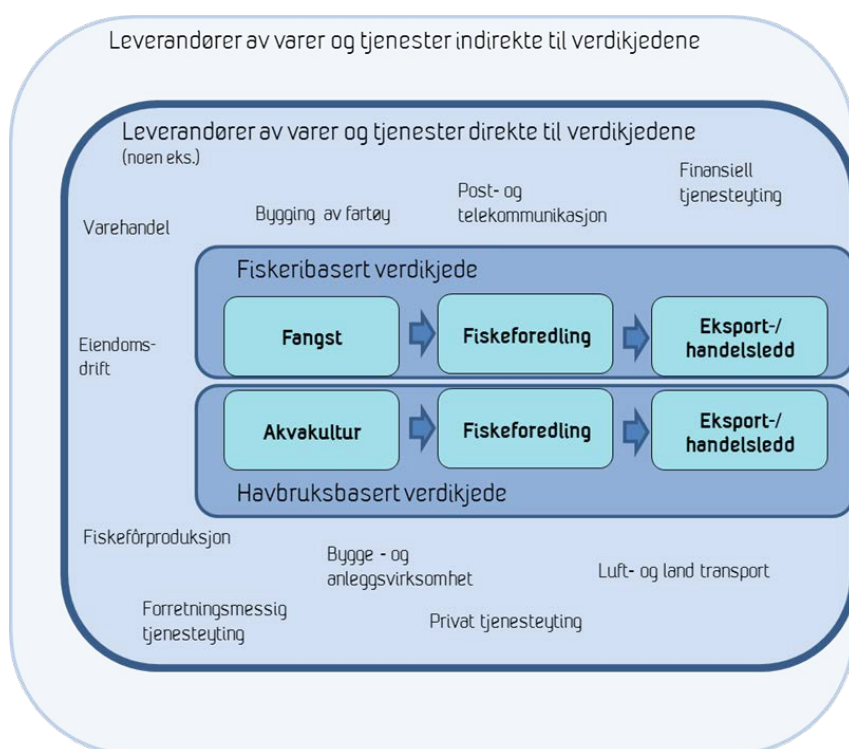 Leverandører av varer og tjenester indirekte til verdikjedene
Leverandører av varer og tjenester direkte til verdikjedene
(noen eks.)
Varehandel
Bygging av fartøy
Post- og
telekommunikasjon
Finansiell
tjenesteyting
Fiskeribasert verdikjede
Fangst
Fiskeforedling
Eksport-/
handelsledd
Eiendoms-
drift
Akvakultur
Fiskeforedling
Eksport-/
handelsledd
Havbruksbasert verdikjede
Fiskefôrproduksjon
Bygge - og
anleggsvirksomhet
Luft- og land transport
Forretningsmessig
tjenesteyting
Privat tjenesteyting